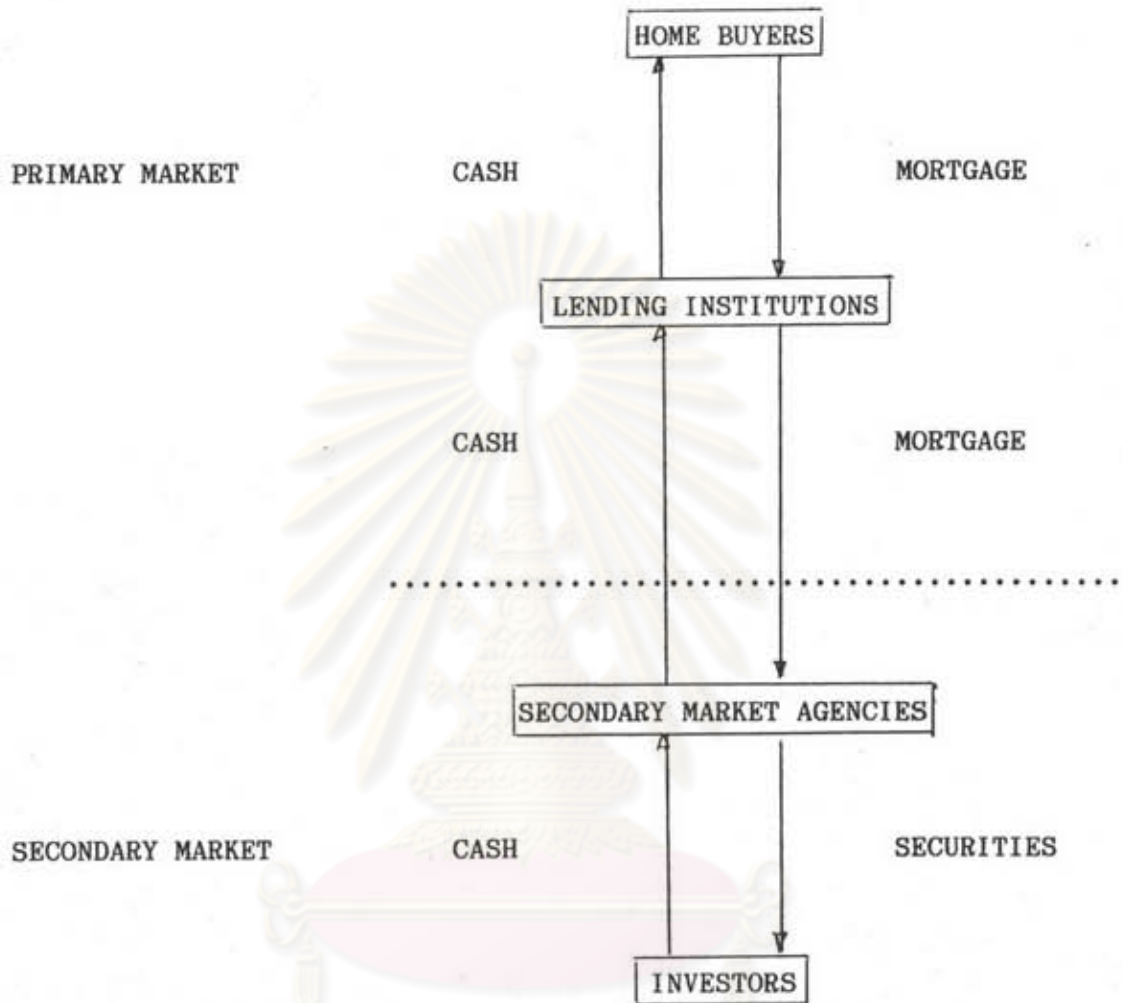 HOME BUYERS
PRIMARY MARKET CASH MORTGAGE
LENDING INSTITUTIONS
CASH MORTGAGE
SECONDARY MARKET AGENCIES
SECONDARY MARKET CASH SECURITIES
INVESTORS